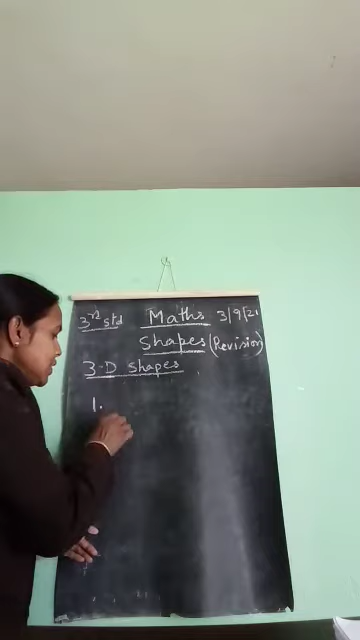 3rd std Maths 3/9/21
Shapes (Revision)
3-D shapes
1.